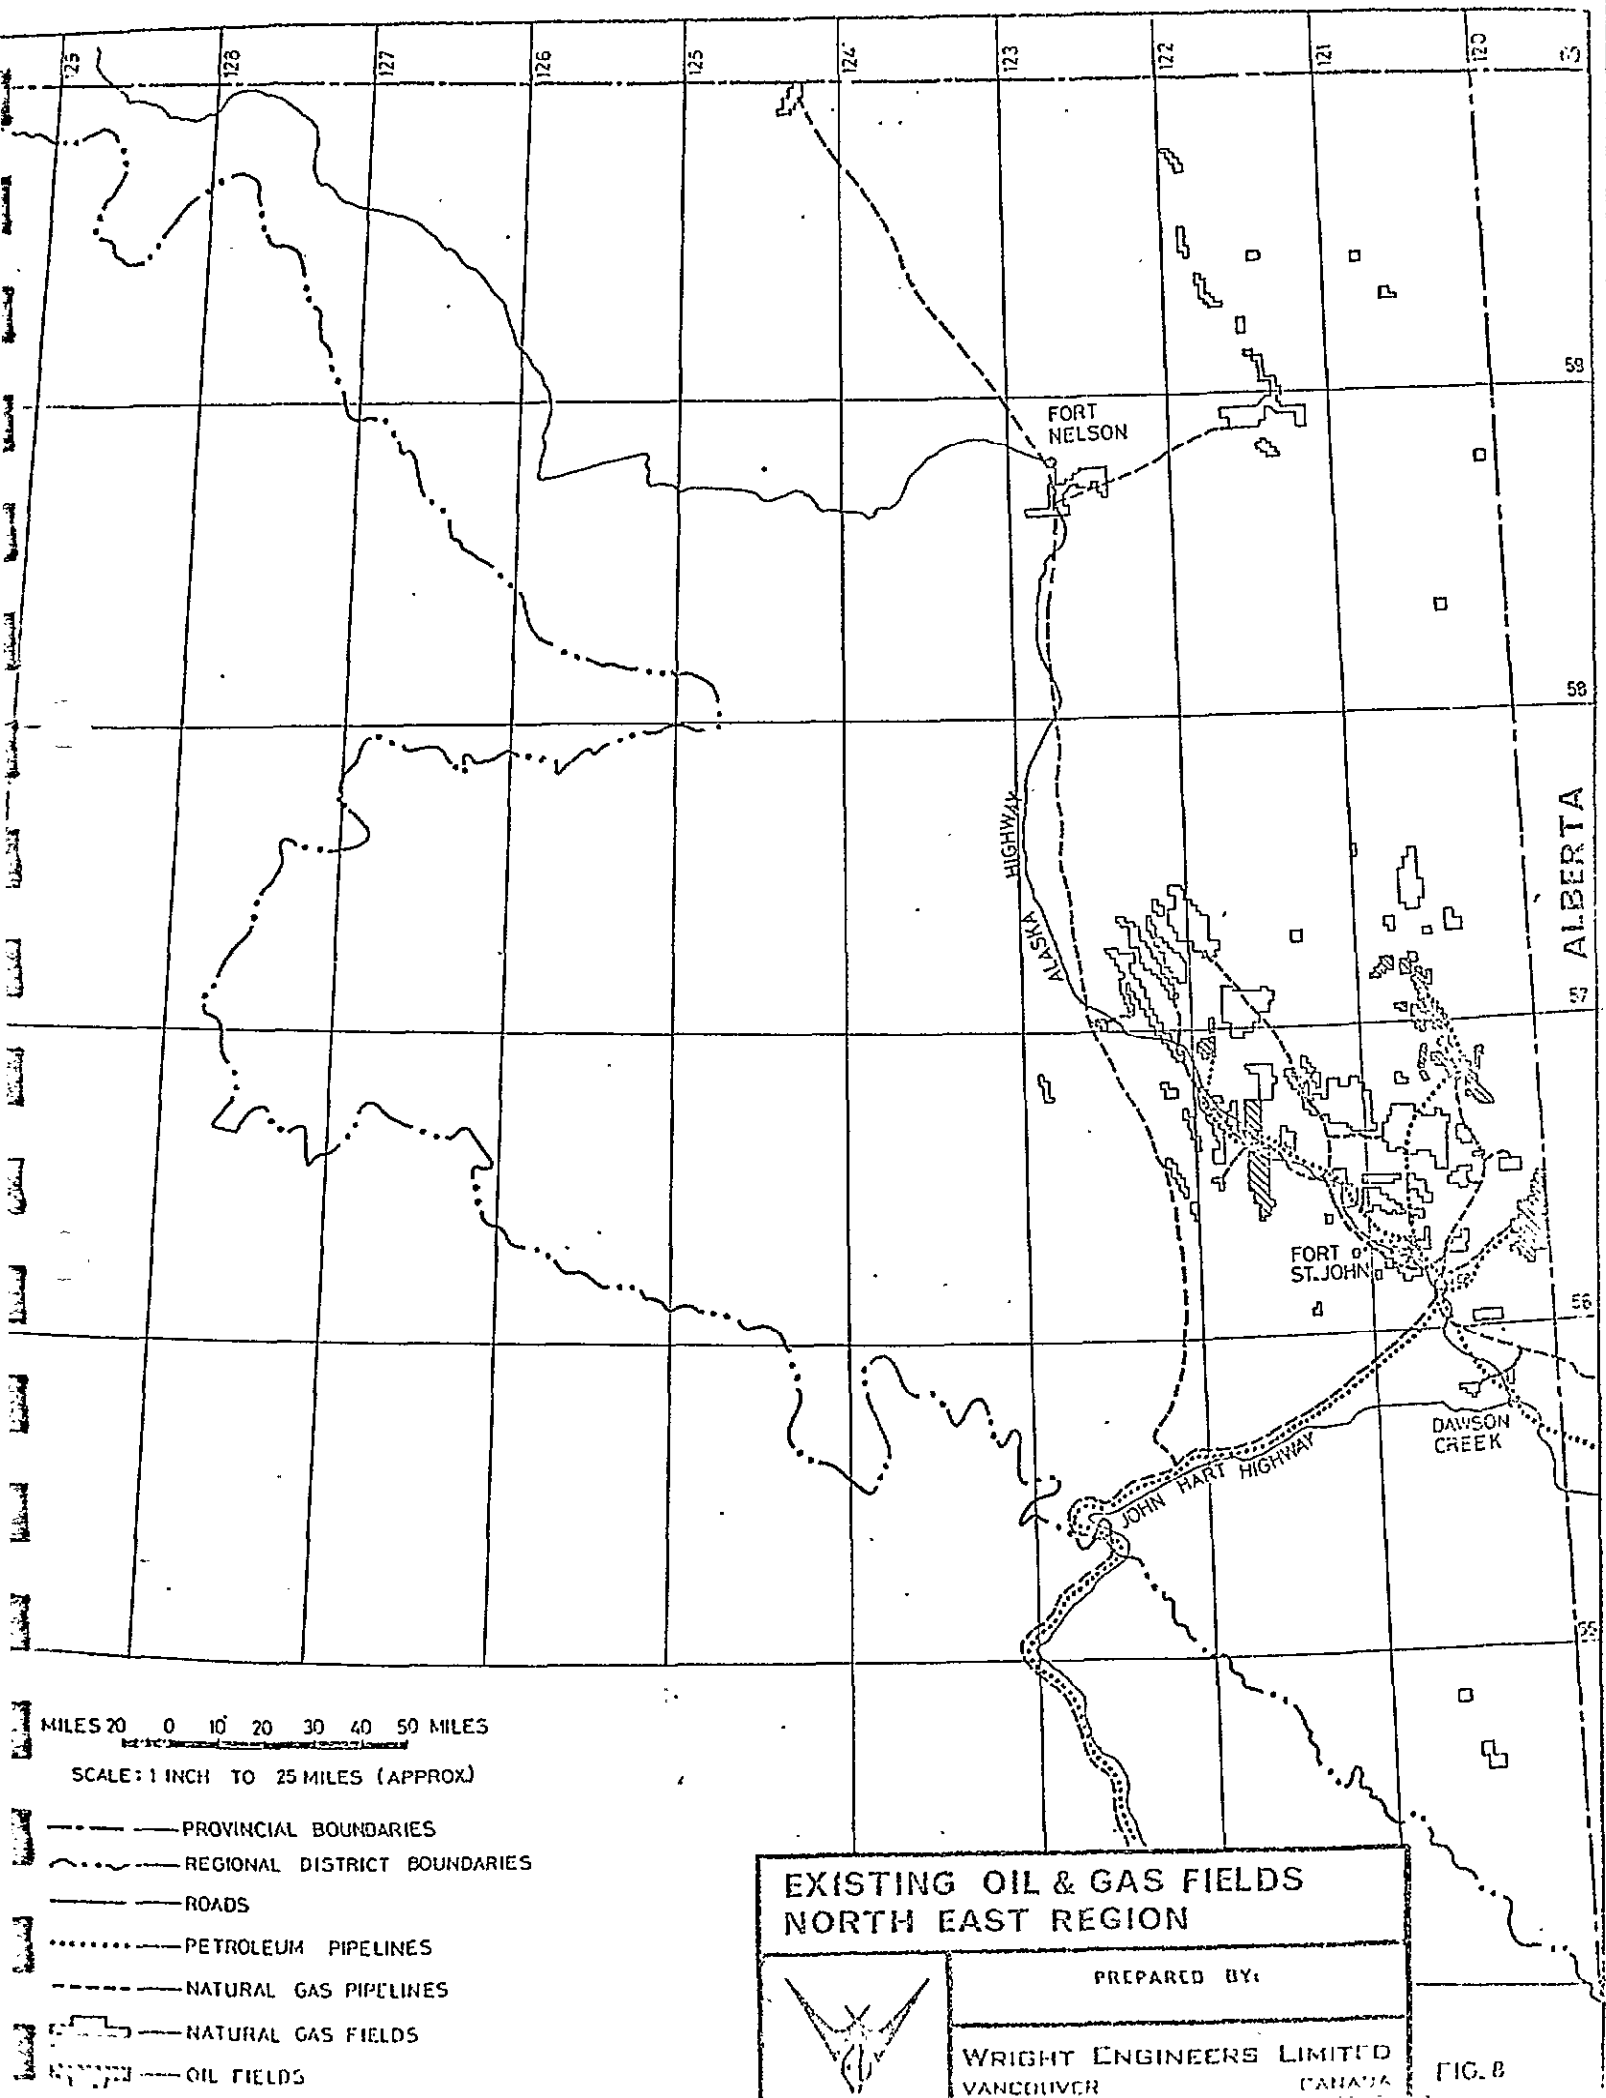 129 128 127 126 125 124 123 122 121 120
59
FORT
NELSON
58
HIGHWAY
ALASKA
ALBERTA
57
FORT
ST. JOHN
56
DAWSON
CREEK
JOHN HART HIGHWAY
55
MILES 20 0 10 20 30 40 50 MILES
SCALE: 1 INCH TO 25 MILES (APPROX.)
PROVINCIAL BOUNDARIES
REGIONAL DISTRICT BOUNDARIES
ROADS
PETROLEUM PIPELINES
NATURAL GAS PIPELINES
NATURAL GAS FIELDS
OIL FIELDS
EXISTING OIL & GAS FIELDS
NORTH EAST REGION
PREPARED BY:
WRIGHT ENGINEERS LIMITED
VANCOUVER CANADA
FIG. 8